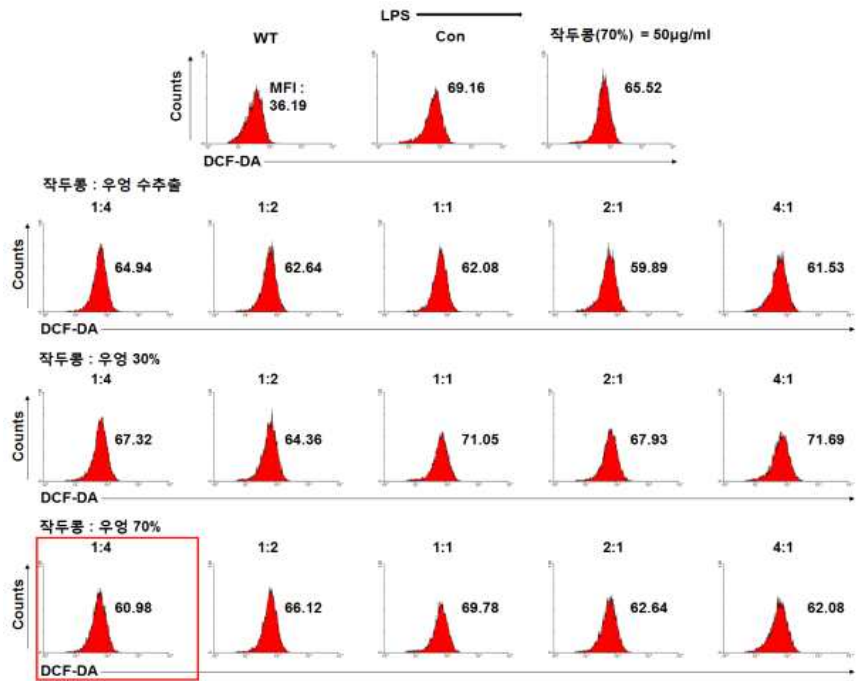 LPS
WT
Con
작두콩(70%) = 50μg/ml
Counts
MFI :
36.19
69.16
65.52
DCF-DA
작두콩 : 우엉 수추출
1:4
1:2
1:1
2:1
4:1
Counts
64.94
62.64
62.08
59.89
61.53
DCF-DA
작두콩 : 우엉 30%
1:4
1:2
1:1
2:1
4:1
Counts
67.32
64.36
71.05
67.93
71.69
DCF-DA
작두콩 : 우엉 70%
1:4
1:2
1:1
2:1
4:1
Counts
60.98
66.12
69.78
62.64
62.08
DCF-DA